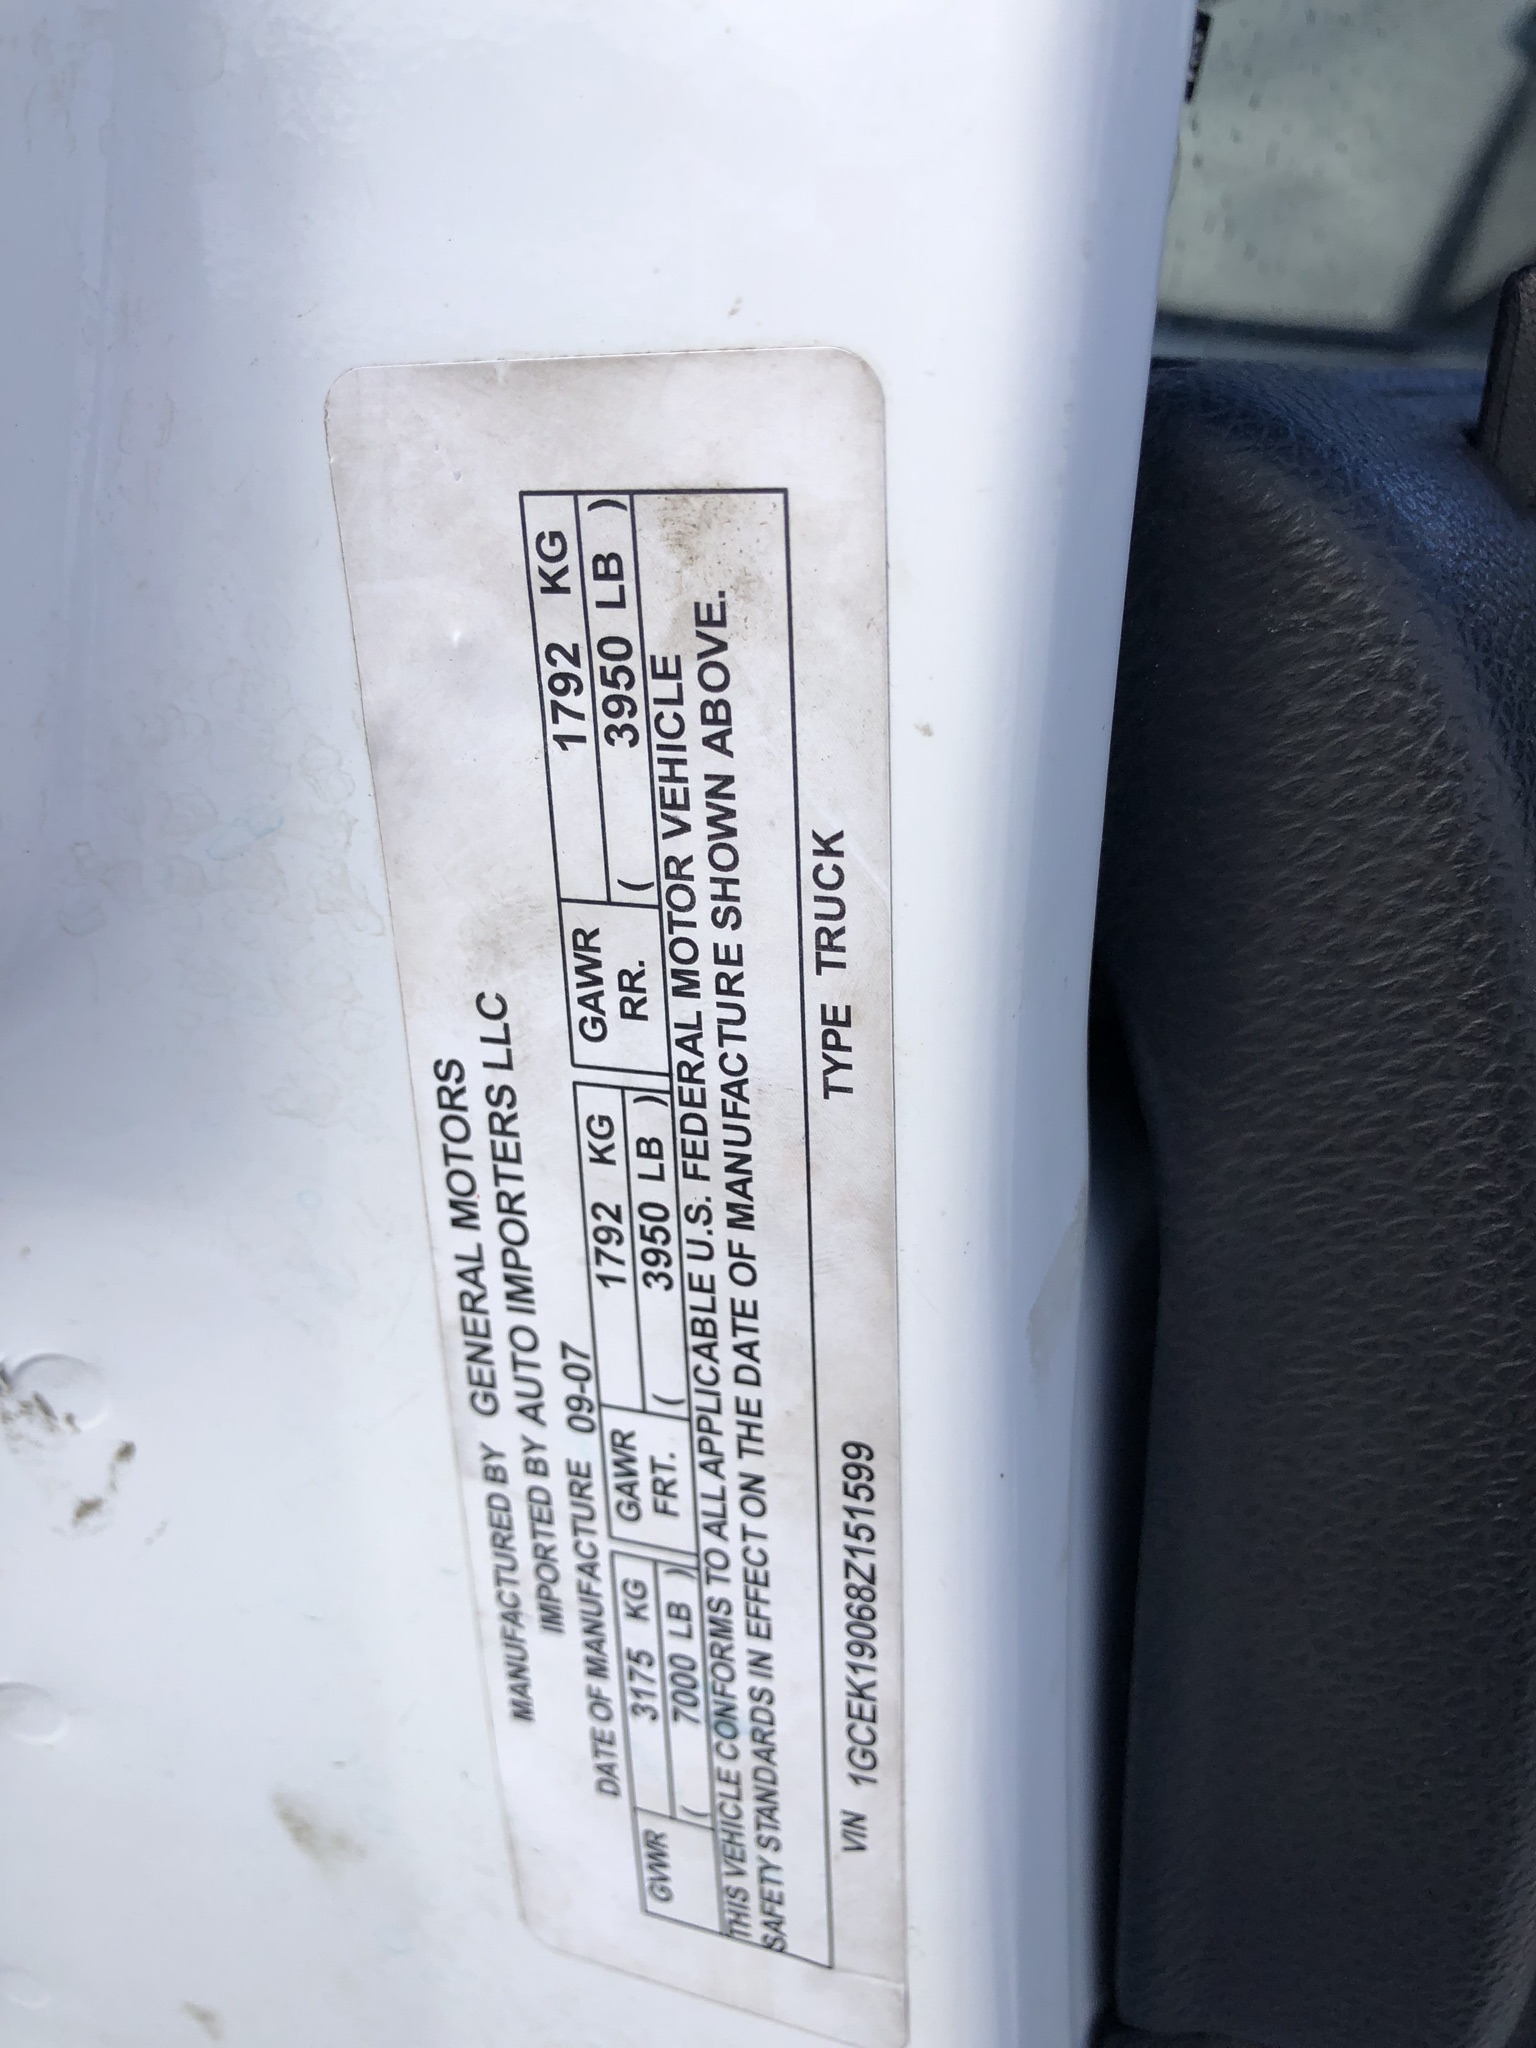 MANUFACTURED BY GENERAL MOTORS
IMPORTED BY AUTO IMPORTERS LLC
DATE OF MANUFACTURE 09-07
GVWR 3175 KG GAWR 1792 KG GAWR 1792 KG
( 7000 LB ) FRT. ( 3950 LB ) RR. ( 3950 LB )
THIS VEHICLE CONFORMS TO ALL APPLICABLE U.S. FEDERAL MOTOR VEHICLE
SAFETY STANDARDS IN EFFECT ON THE DATE OF MANUFACTURE SHOWN ABOVE.
VIN 1GCEK19068Z151599 TYPE TRUCK